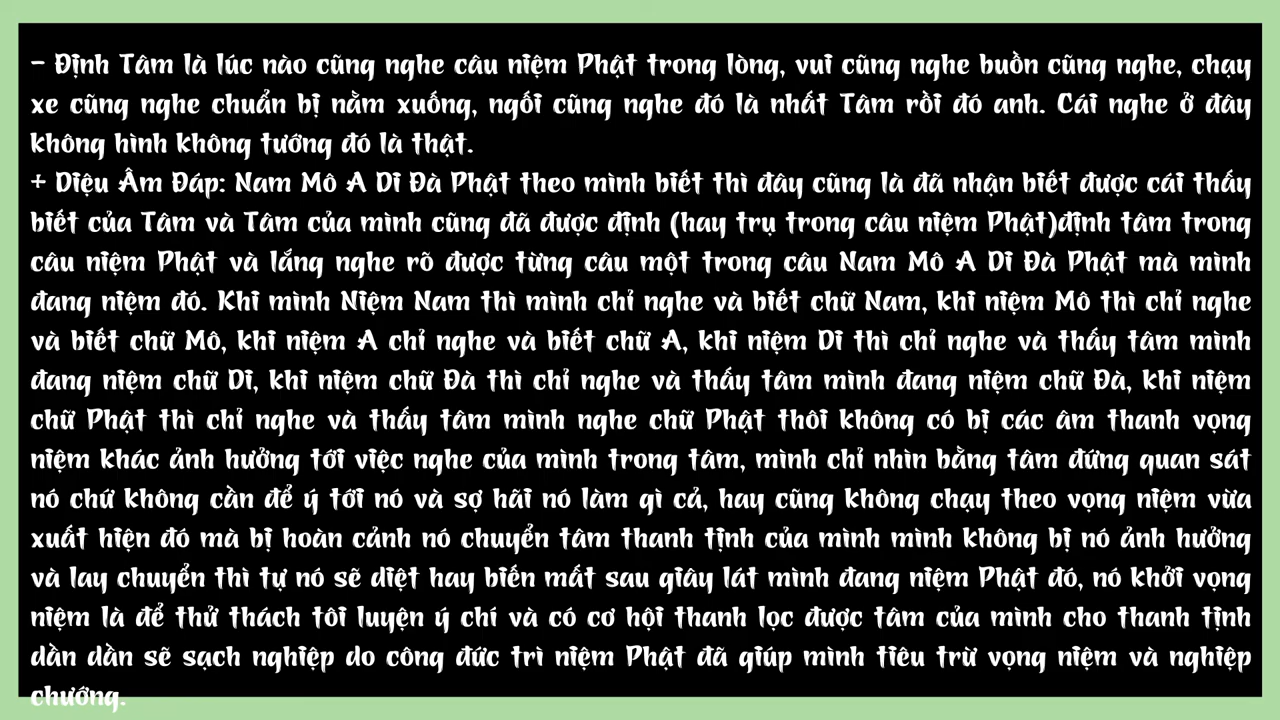 – Định Tâm là lúc nào cũng nghe câu niệm Phật trong lòng, vui cũng nghe buồn cũng nghe, chạy
xe cũng nghe chuẩn bị nằm xuống, ngối cũng nghe đó là nhất Tâm rồi đó anh. Cái nghe ở đây
không hình không tướng đó là thật.
+ Diệu Âm Đáp: Nam Mô A Di Đà Phật theo mình biết thì đây cũng là đã nhận biết được cái thấy
biết của Tâm và Tâm của mình cũng đã được định (hay trụ trong câu niệm Phật)định tâm trong
câu niệm Phật và lắng nghe rõ được từng câu một trong câu Nam Mô A Di Đà Phật mà mình
đang niệm đó. Khi mình Niệm Nam thì mình chỉ nghe và biết chữ Nam, khi niệm Mô thì chỉ nghe
và biết chữ Mô, khi niệm A chỉ nghe và biết chữ A, khi niệm Di thì chỉ nghe và thấy tâm mình
đang niệm chữ Di, khi niệm chữ Đà thì chỉ nghe và thấy tâm mình đang niệm chữ Đà, khi niệm
chữ Phật thì chỉ nghe và thấy tâm mình nghe chữ Phật thôi không có bị các âm thanh vọng
niệm khác ảnh hưởng tới việc nghe của mình trong tâm, mình chỉ nhìn bằng tâm đứng quan sát
nó chứ không cần để ý tới nó và sợ hãi nó làm gì cả, hay cũng không chạy theo vọng niệm vừa
xuất hiện đó mà bị hoàn cảnh nó chuyển tâm thanh tịnh của mình mình không bị nó ảnh hưởng
và lay chuyển thì tự nó sẽ diệt hay biến mất sau giây lát mình đang niệm Phật đó, nó khởi vọng
niệm là để thử thách tôi luyện ý chí và có cơ hội thanh lọc được tâm của mình cho thanh tịnh
dần dần sẽ sạch nghiệp do công đức trì niệm Phật đã giúp mình tiêu trừ vọng niệm và nghiệp
chướng.